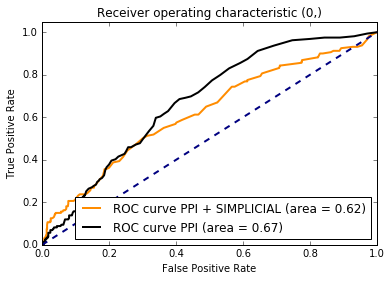 Receiver operating characteristic (0,)
True Positive Rate
1.0
0.8
0.6
0.4
0.2
0.0
ROC curve PPI + SIMPLICIAL (area = 0.62)
ROC curve PPI (area = 0.67)
0.0 0.2 0.4 0.6 0.8 1.0
False Positive Rate